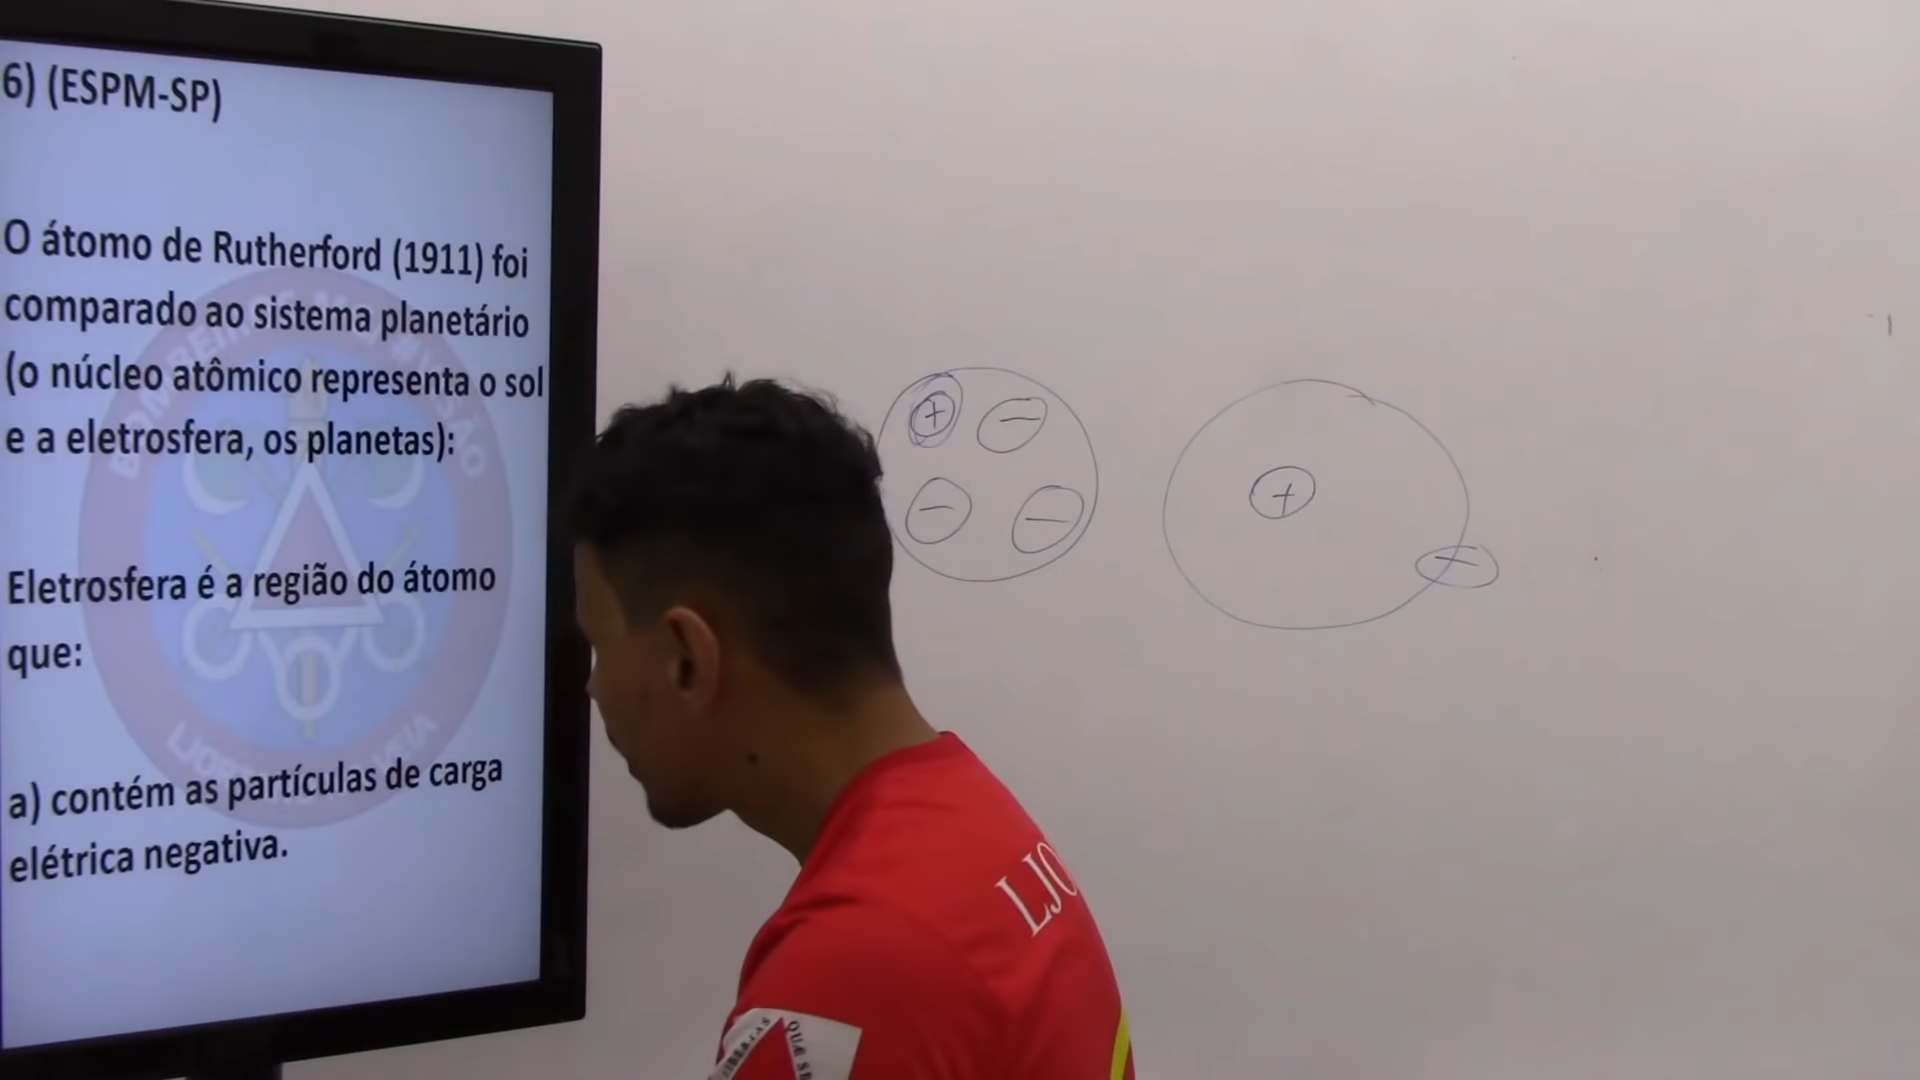 6) (ESPM-SP)
O átomo de Rutherford (1911) foi
comparado ao sistema planetário
(o núcleo atômico representa o sol
e a eletrosfera, os planetas):
Eletrosfera é a região do átomo
que:
a) contém as partículas de carga
elétrica negativa.
+ −
− −
+
−
LJO